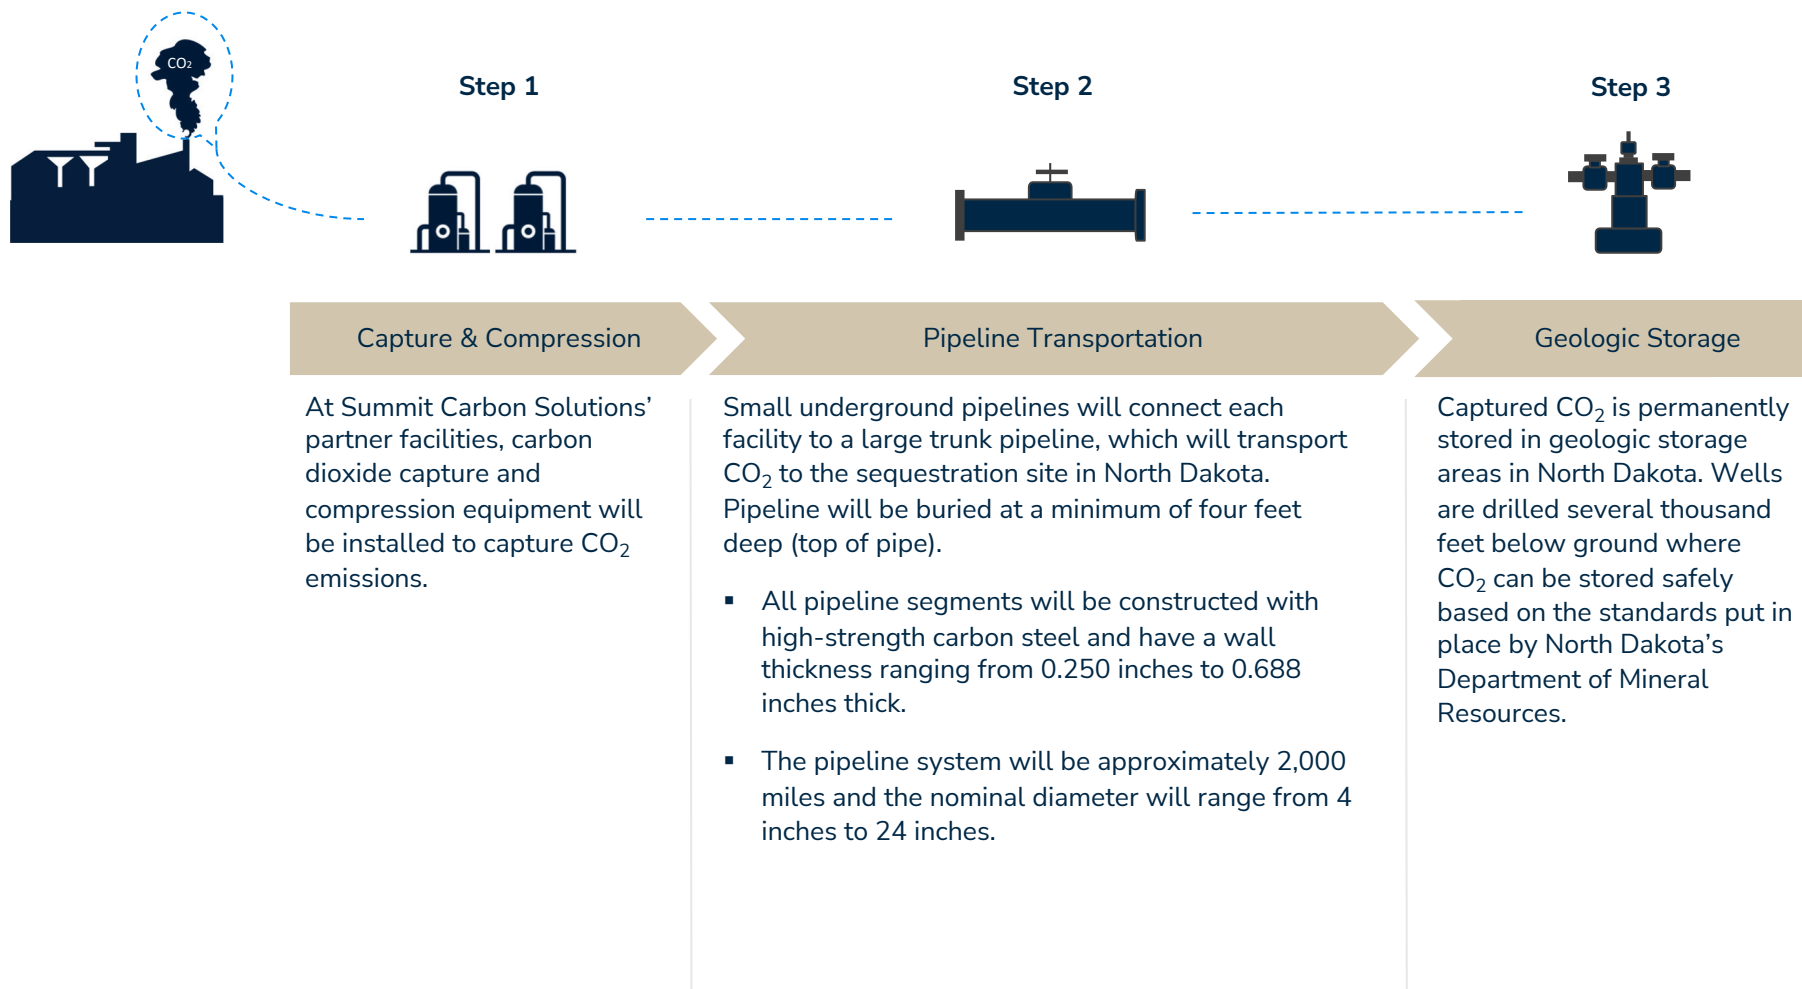 CO₂
Step 1
Step 2
Step 3
Capture & Compression
Pipeline Transportation
Geologic Storage
At Summit Carbon Solutions’
partner facilities, carbon
dioxide capture and
compression equipment will
be installed to capture CO₂
emissions.
Small underground pipelines will connect each
facility to a large trunk pipeline, which will transport
CO₂ to the sequestration site in North Dakota.
Pipeline will be buried at a minimum of four feet
deep (top of pipe).
▪ All pipeline segments will be constructed with
high-strength carbon steel and have a wall
thickness ranging from 0.250 inches to 0.688
inches thick.
▪ The pipeline system will be approximately 2,000
miles and the nominal diameter will range from 4
inches to 24 inches.
Captured CO₂ is permanently
stored in geologic storage
areas in North Dakota. Wells
are drilled several thousand
feet below ground where
CO₂ can be stored safely
based on the standards put in
place by North Dakota’s
Department of Mineral
Resources.